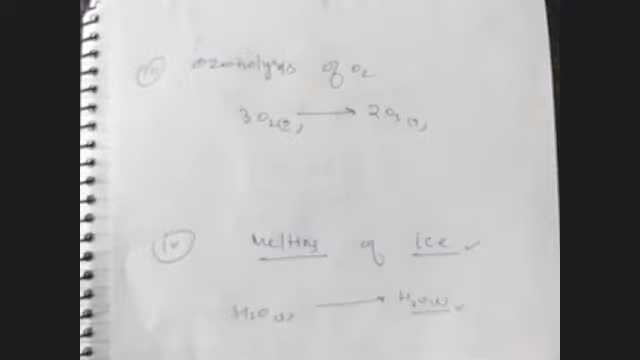 (iii) ozonolysis of O₂
3O₂(g) → 2O₃(g)
(iv) Melting of ice ✓
H₂O(s) → H₂O(l) ✓